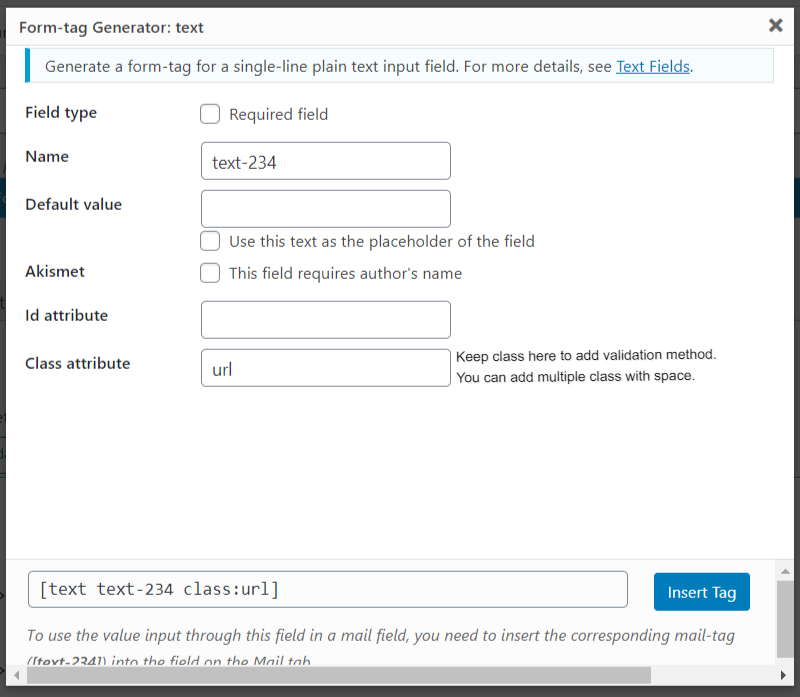 Form-tag Generator: text
Generate a form-tag for a single-line plain text input field. For more details, see Text Fields.
Field type
Required field
Name
text-234
Default value
Use this text as the placeholder of the field
Akismet
This field requires author's name
Id attribute
Class attribute
url
Keep class here to add validation method.
You can add multiple class with space.
[text text-234 class:url]
Insert Tag
To use the value input through this field in a mail field, you need to insert the corresponding mail-tag
([text-234]) into the field on the Mail tab